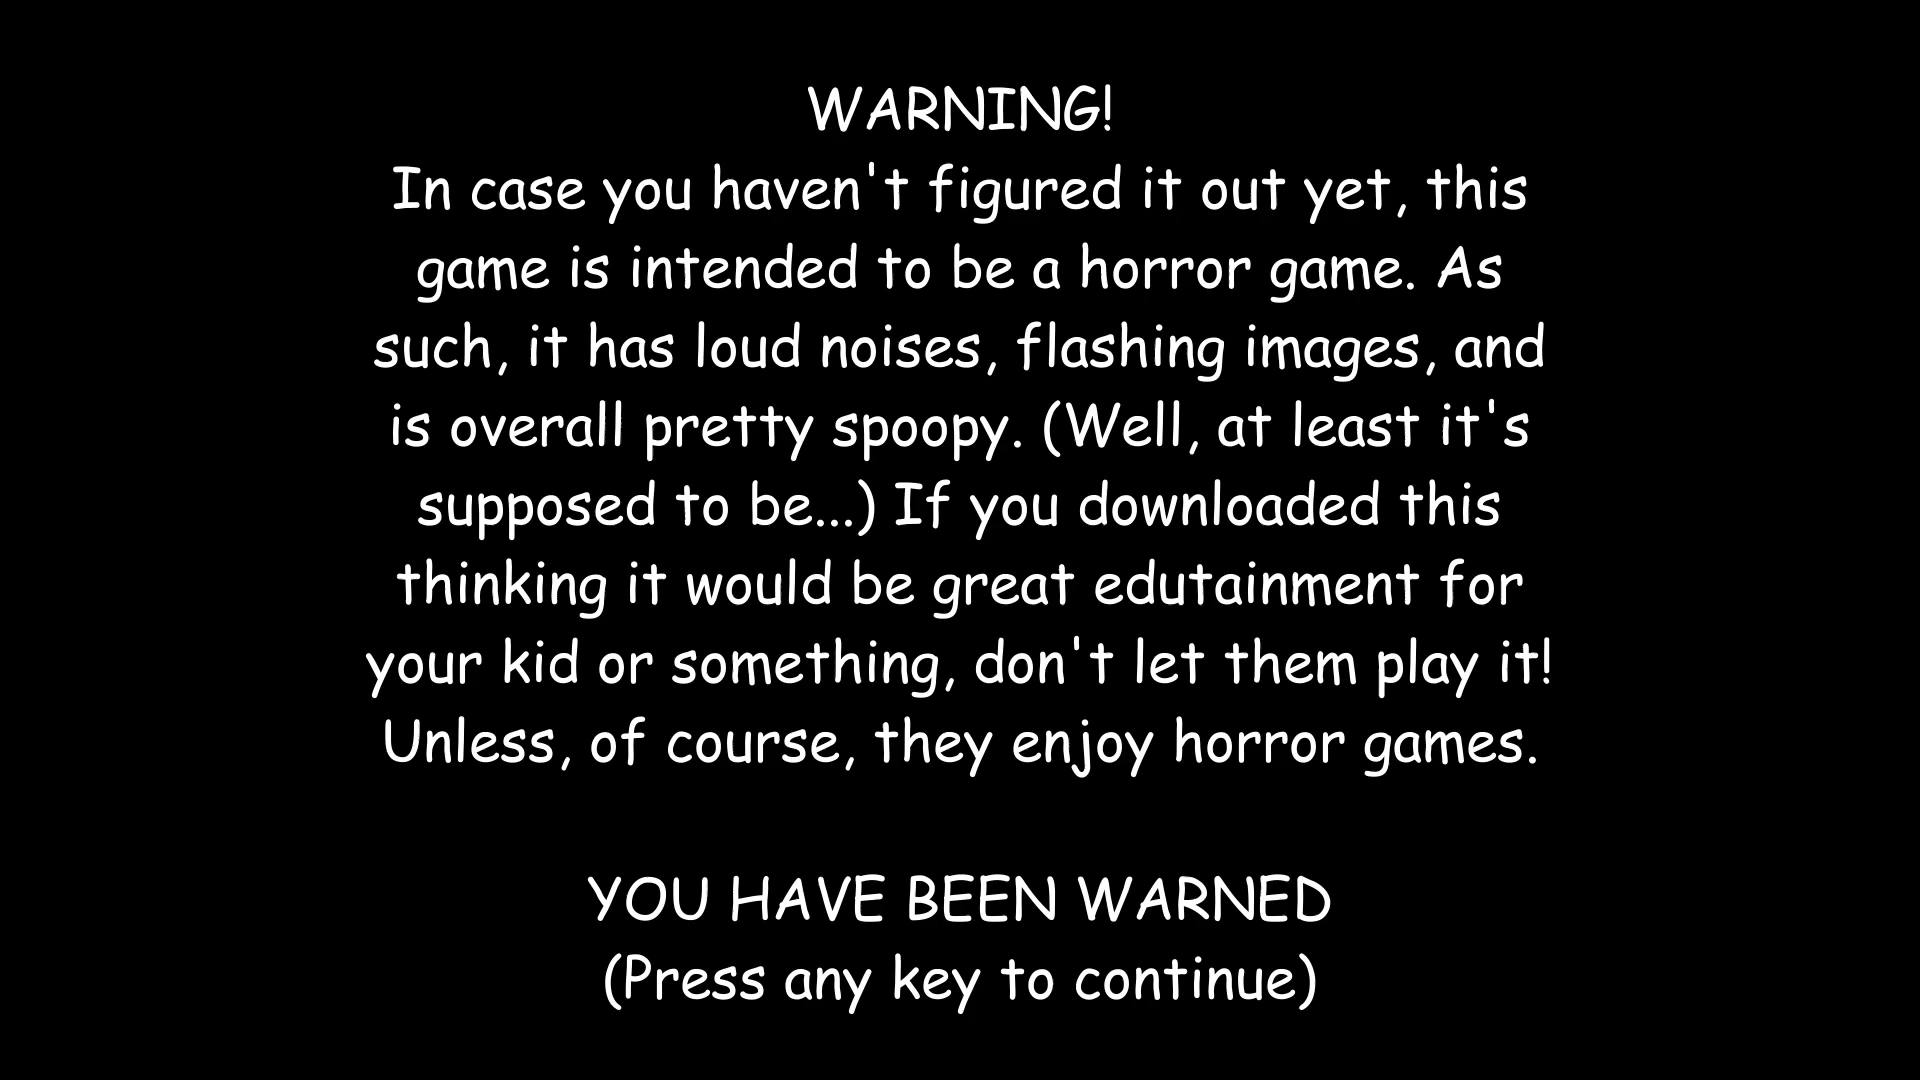 WARNING!
In case you haven't figured it out yet, this
game is intended to be a horror game. As
such, it has loud noises, flashing images, and
is overall pretty spoopy. (Well, at least it's
supposed to be...) If you downloaded this
thinking it would be great edutainment for
your kid or something, don't let them play it!
Unless, of course, they enjoy horror games.
YOU HAVE BEEN WARNED
(Press any key to continue)